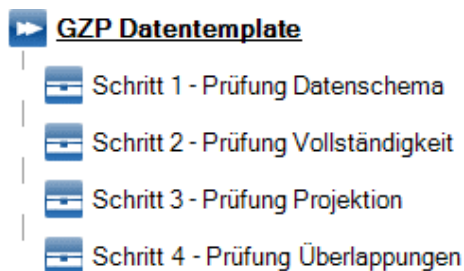 GZP Datentemplate
Schritt 1 - Prüfung Datenschema
Schritt 2 - Prüfung Vollständigkeit
Schritt 3 - Prüfung Projektion
Schritt 4 - Prüfung Überlappungen